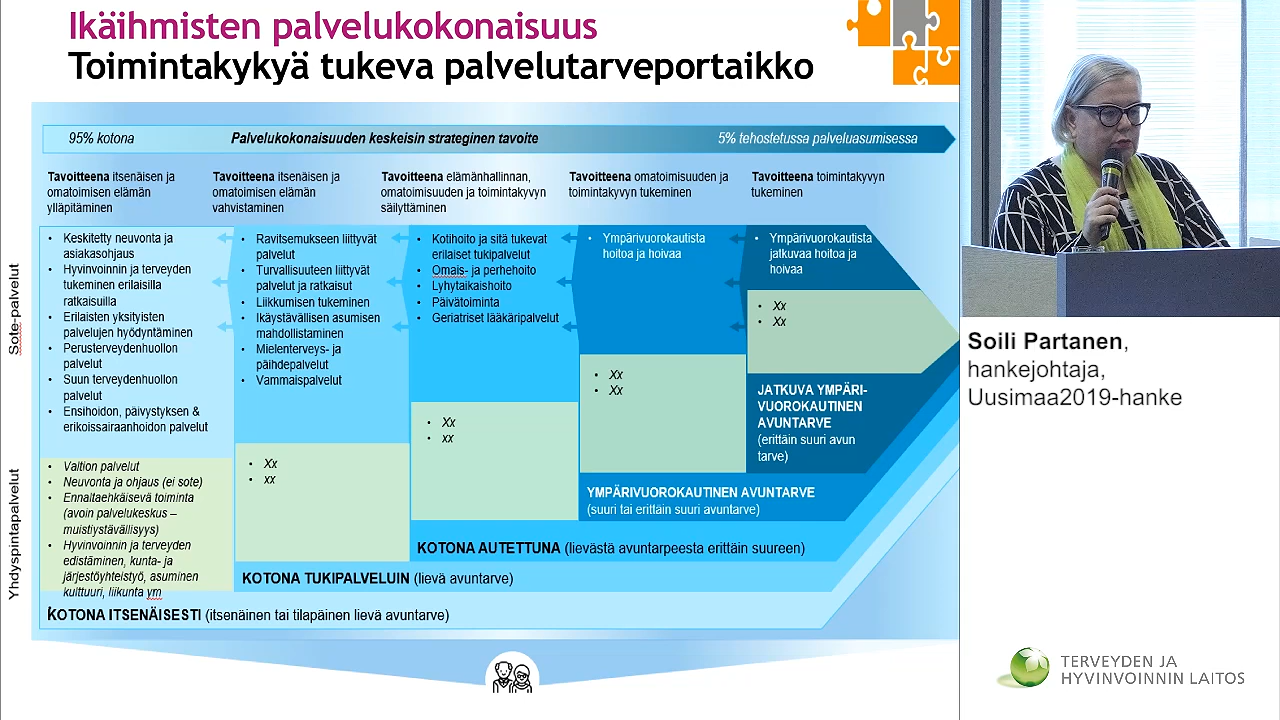 Ikäihmisten palvelukokonaisuus
Toimintakykyä tukeva palvelutarveportaikko
95% kotona
Palvelukokonaisuuden keskeisin strateginen tavoite
5% tehostetussa palveluasumisessa
Tavoitteena itsenäisen ja
omatoimisen elämän
ylläpitäminen
Tavoitteena itsenäisen ja
omatoimisen elämän
vahvistaminen
Tavoitteena elämänhallinnan,
omatoimisuuden ja toimintakyvyn
säilyttäminen
Tavoitteena omatoimisuuden ja
toimintakyvyn tukeminen
Tavoitteena toimintakyvyn
tukeminen
Sote-palvelut
• Keskitetty neuvonta ja
asiakasohjaus
• Hyvinvoinnin ja terveyden
tukeminen erilaisilla
ratkaisuilla
• Erilaisten yksityisten
palvelujen hyödyntäminen
• Perusterveydenhuollon
palvelut
• Suun terveydenhuollon
palvelut
• Ensihoidon, päivystyksen &
erikoissairaanhoidon palvelut
• Ravitsemukseen liittyvät
palvelut
• Turvallisuuteen liittyvät
palvelut ja ratkaisut
• Liikkumisen tukeminen
• Ikäystävällisen asumisen
mahdollistaminen
• Mielenterveys- ja
päihdepalvelut
• Vammaispalvelut
• Kotihoito ja sitä tukevat
erilaiset tukipalvelut
• Omais- ja perhehoito
• Lyhytaikaishoito
• Päivätoiminta
• Geriatriset lääkäripalvelut
• Ympärivuorokautista
hoitoa ja hoivaa
• Ympärivuorokautista
jatkuvaa hoitoa ja
hoivaa
Yhdyspintapalvelut
• Valtion palvelut
• Neuvonta ja ohjaus (ei sote)
• Ennaltaehkäisevä toiminta
(avoin palvelukeskus –
muistiystävällisyys)
• Hyvinvoinnin ja terveyden
edistäminen, kunta- ja
järjestöyhteistyö, asuminen
kulttuuri, liikunta ym
• Xx
• xx
• Xx
• xx
• Xx
• Xx
• Xx
• Xx
JATKUVA YMPÄRI-
VUOROKAUTINEN
AVUNTARVE
(erittäin suuri avun
tarve)
YMPÄRIVUOROKAUTINEN AVUNTARVE
(suuri tai erittäin suuri avuntarve)
KOTONA AUTETTUNA (lievästä avuntarpeesta erittäin suureen)
KOTONA TUKIPALVELUIN (lievä avuntarve)
KOTONA ITSENÄISESTI (itsenäinen tai tilapäinen lievä avuntarve)
Soili Partanen,
hankejohtaja,
Uusimaa2019-hanke
TERVEYDEN JA
HYVINVOINNIN LAITOS